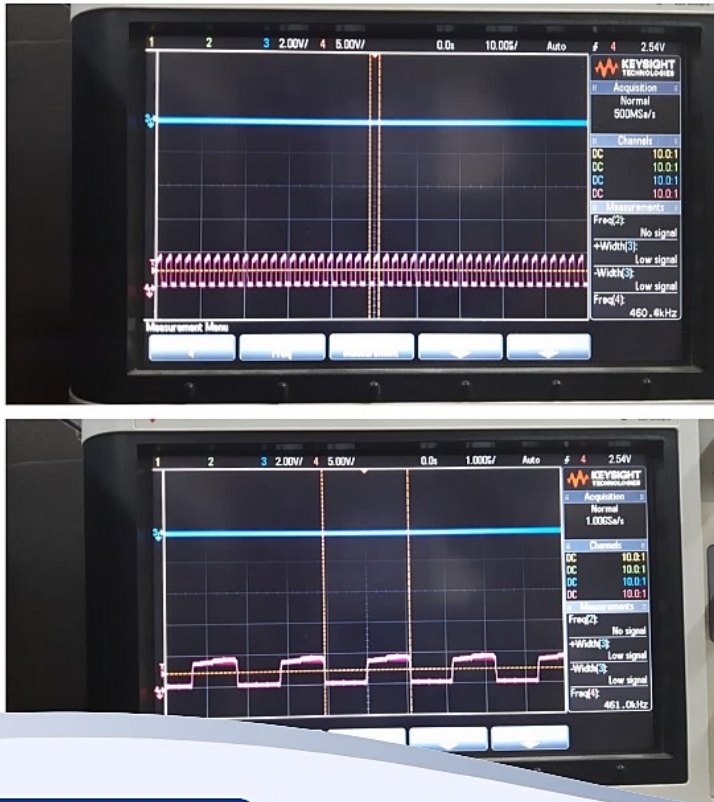 1 2 3 2.00V/ 4 5.00V/ 0.0s 10.00s/ Auto 4 2.54V
KEYSIGHT
TECHNOLOGIES
Acquisition
Normal
500MSa/s
Channels
DC 10.0:1
DC 10.0:1
DC 10.0:1
DC 10.0:1
Measurements
Freq(2):
No signal
+Width(3):
Low signal
-Width(3):
Low signal
Freq(4):
Measurement Menu
4 Freq Measurement
1 2 3 2.00V/ 4 5.00V/ 0.0s 1.000s/ Auto 4 2.54V
KEYSIGHT
TECHNOLOGIES
Acquisition
Normal
1.00GSa/s
Channels
DC 10.0:1
DC 10.0:1
DC 10.0:1
DC 10.0:1
Measurements
Freq(2):
No signal
+Width(3):
Low signal
-Width(3):
Low signal
Freq(4):
461.0kHz